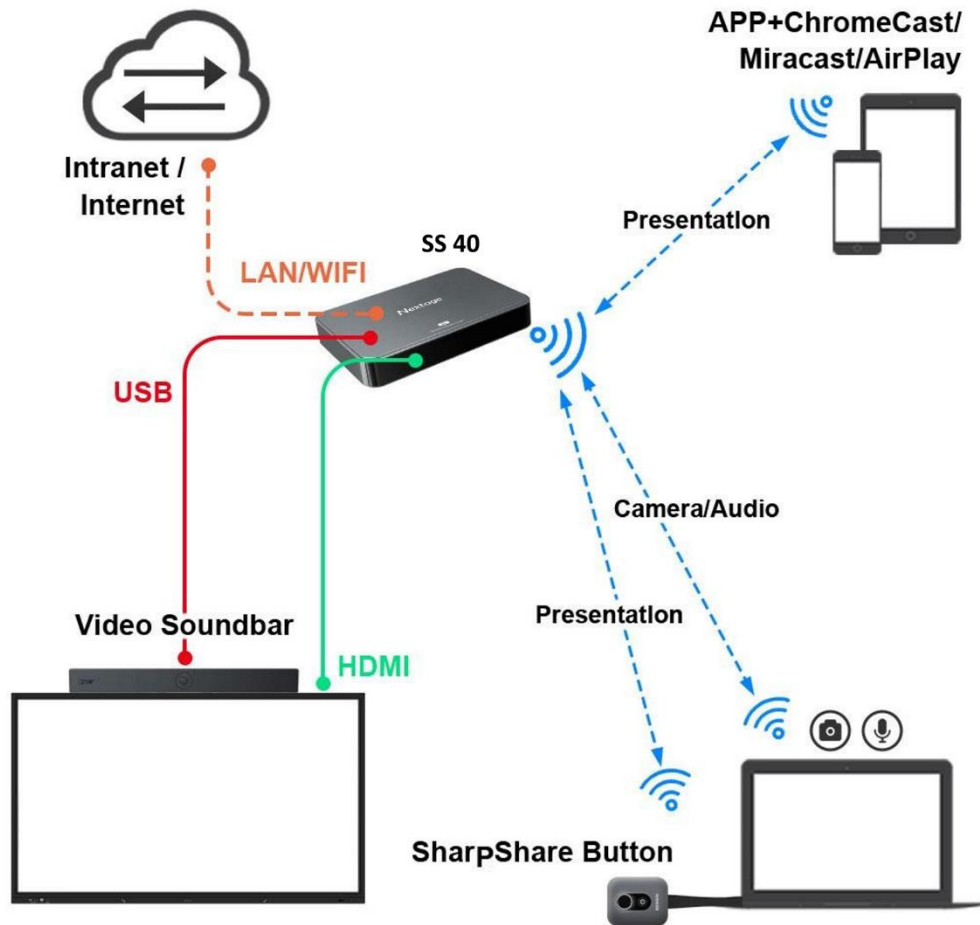 APP+ChromeCast/
Miracast/AirPlay
Intranet /
Internet
PresentatIon
SS 40
LAN/WIFI
Nextage
USB
Camera/Audio
PresentatIon
Video Soundbar
HDMI
SharpShare Button